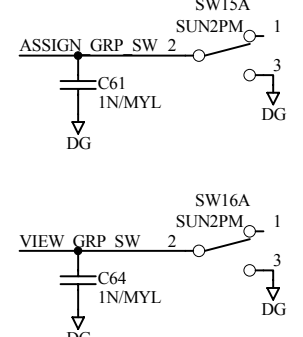 SW15A
SUN2PM 1
ASSIGN_GRP_SW 2
3
C61
1N/MYL
DG
DG
SW16A
SUN2PM 1
VIEW_GRP_SW 2
3
C64
1N/MYL
DG
DG